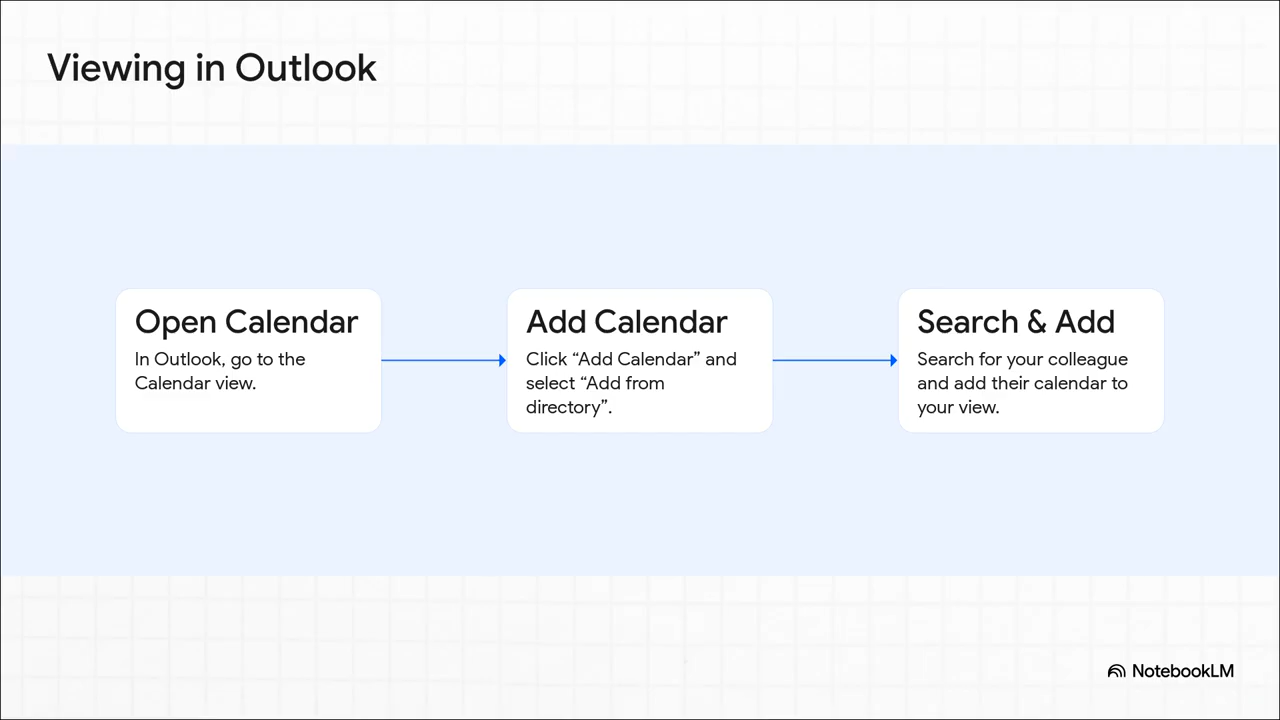 Viewing in Outlook
Open Calendar
In Outlook, go to the
Calendar view.
Add Calendar
Click “Add Calendar” and
select “Add from
directory”.
Search & Add
Search for your colleague
and add their calendar to
your view.
NotebookLM